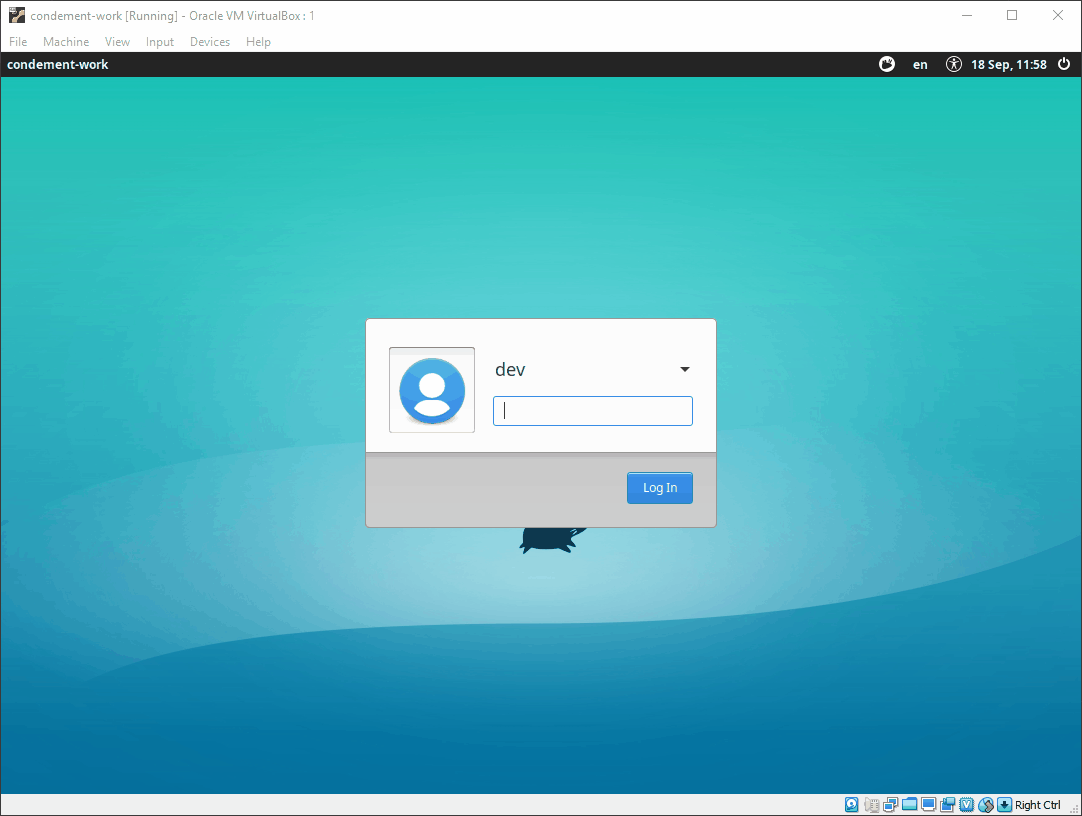 condement-work [Running] - Oracle VM VirtualBox : 1
File Machine View Input Devices Help
condement-work en 18 Sep, 11:58
dev
Log In
Right Ctrl